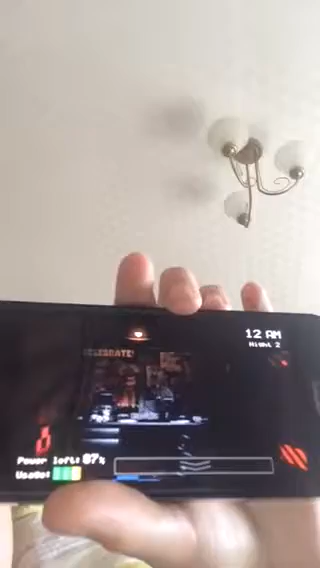 12 AM
Night 2
CELEBRATE!
Power left: 87%
Usage: